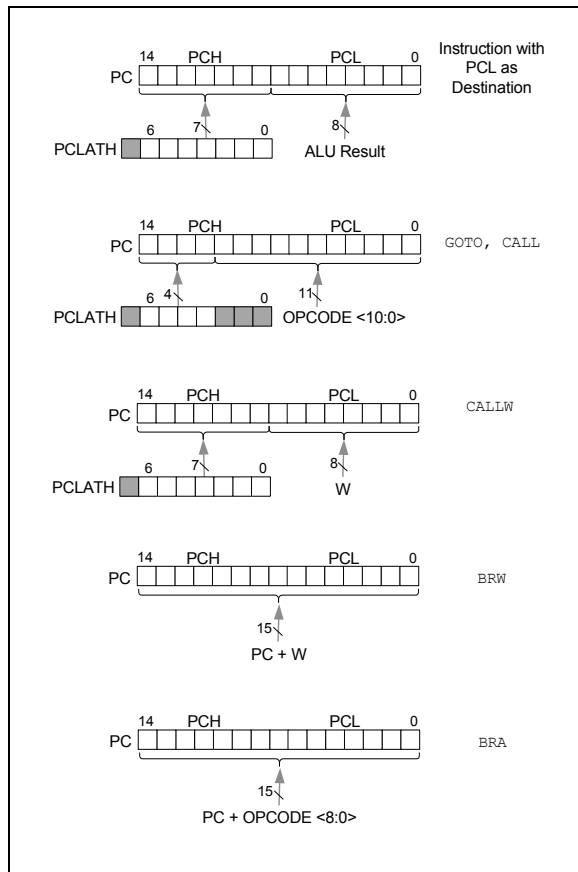 14 PCH PCL 0 Instruction with
PC PCL as
Destination
6 7 0 8
PCLATH ALU Result
14 PCH PCL 0
PC GOTO, CALL
6 4 0 11
PCLATH OPCODE <10:0>
14 PCH PCL 0
PC CALLW
6 7 0 8
PCLATH W
14 PCH PCL 0
PC BRW
15
PC + W
14 PCH PCL 0
PC BRA
15
PC + OPCODE <8:0>